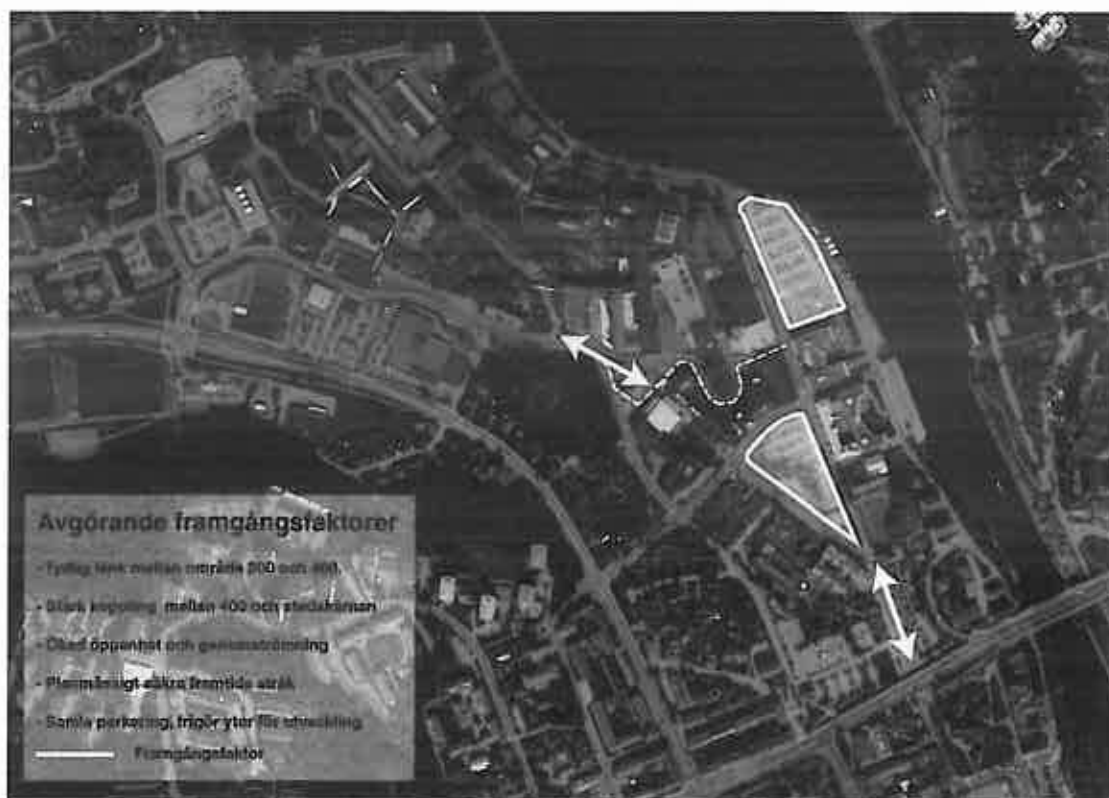 Avgörande framgångsfaktorer
- Tydlig länk mellan område och
- Stark koppling mellan 400 och stadskärnan
- Ökad öppenhet och genomströmning
- Planmässigt säkra framtida stråk
- Samla parkering, frigör ytor för utveckling
Framgångsfaktor